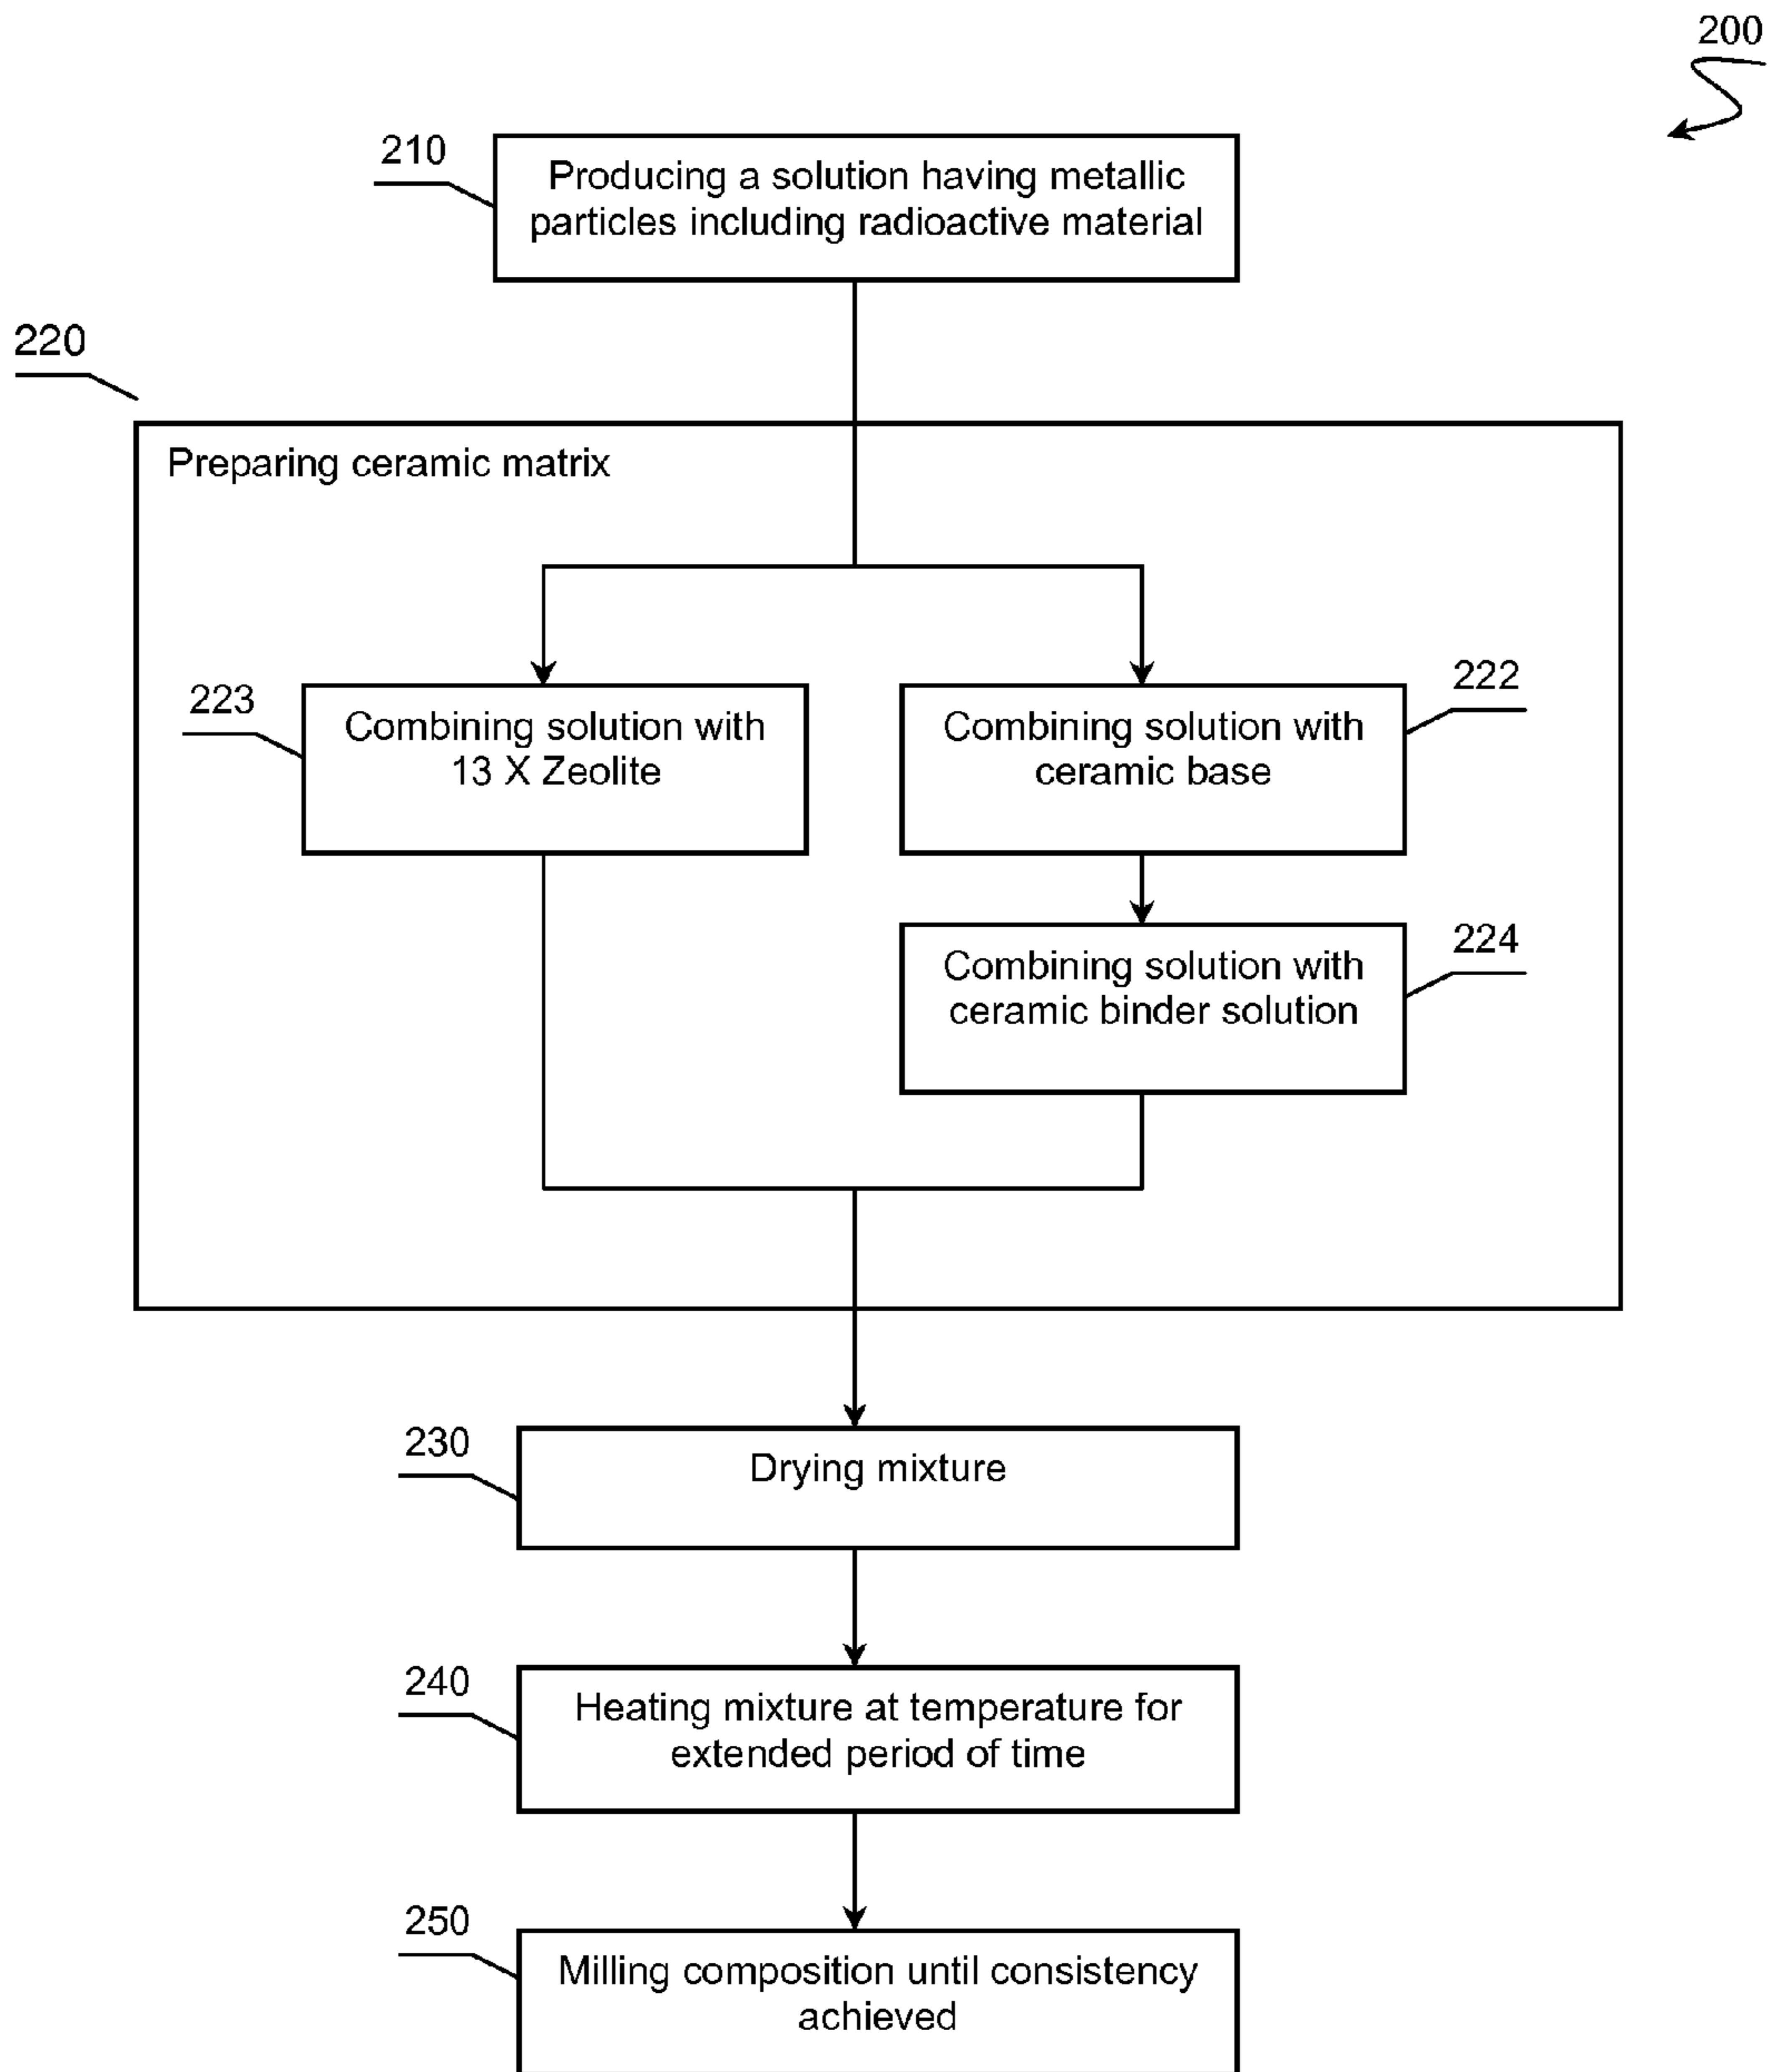 200
210
Producing a solution having metallic
particles including radioactive material
220
Preparing ceramic matrix
223
Combining solution with
13 X Zeolite
222
Combining solution with
ceramic base
224
Combining solution with
ceramic binder solution
230
Drying mixture
240
Heating mixture at temperature for
extended period of time
250
Milling composition until consistency
achieved